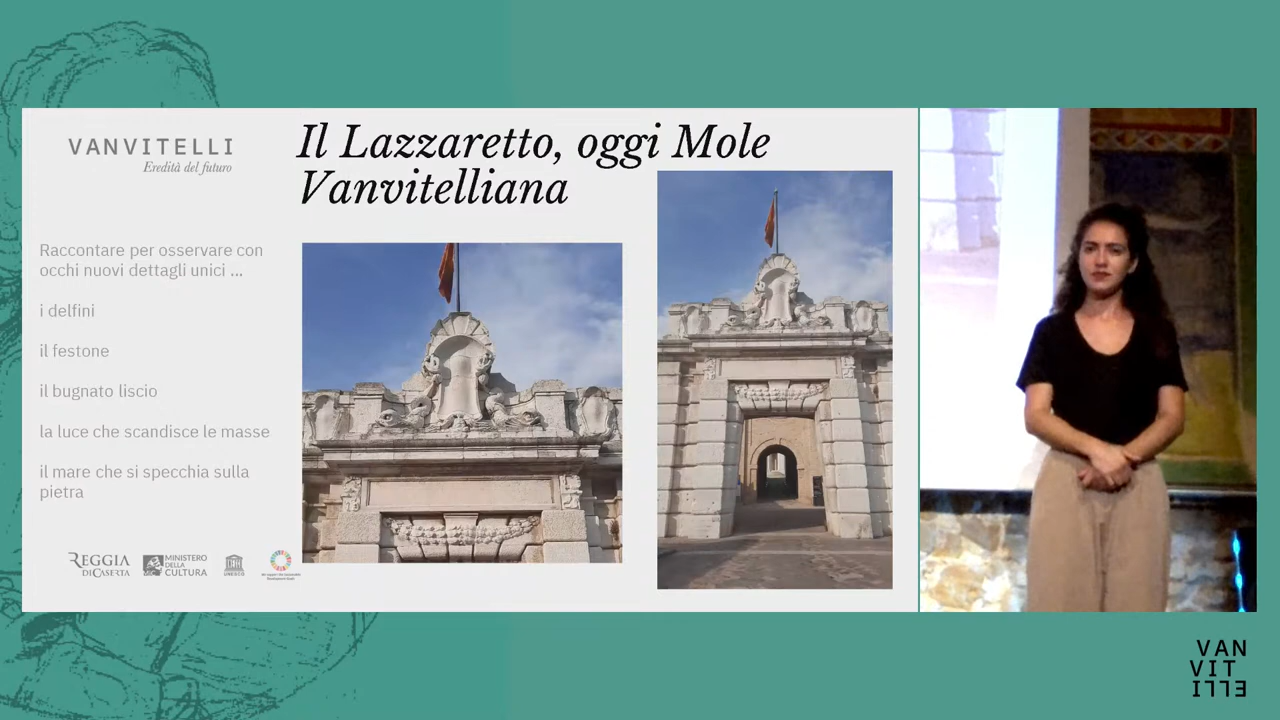 VANVITELLI
Eredità del futuro
Il Lazzaretto, oggi Mole
Vanvitelliana
Raccontare per osservare con
occhi nuovi dettagli unici ...
i delfini
il festone
il bugnato liscio
la luce che scandisce le masse
il mare che si specchia sulla
pietra
REGGIA
DI CASERTA
MINISTERO
DELLA
CULTURA
UNESCO
VAN
VIT
ELLI